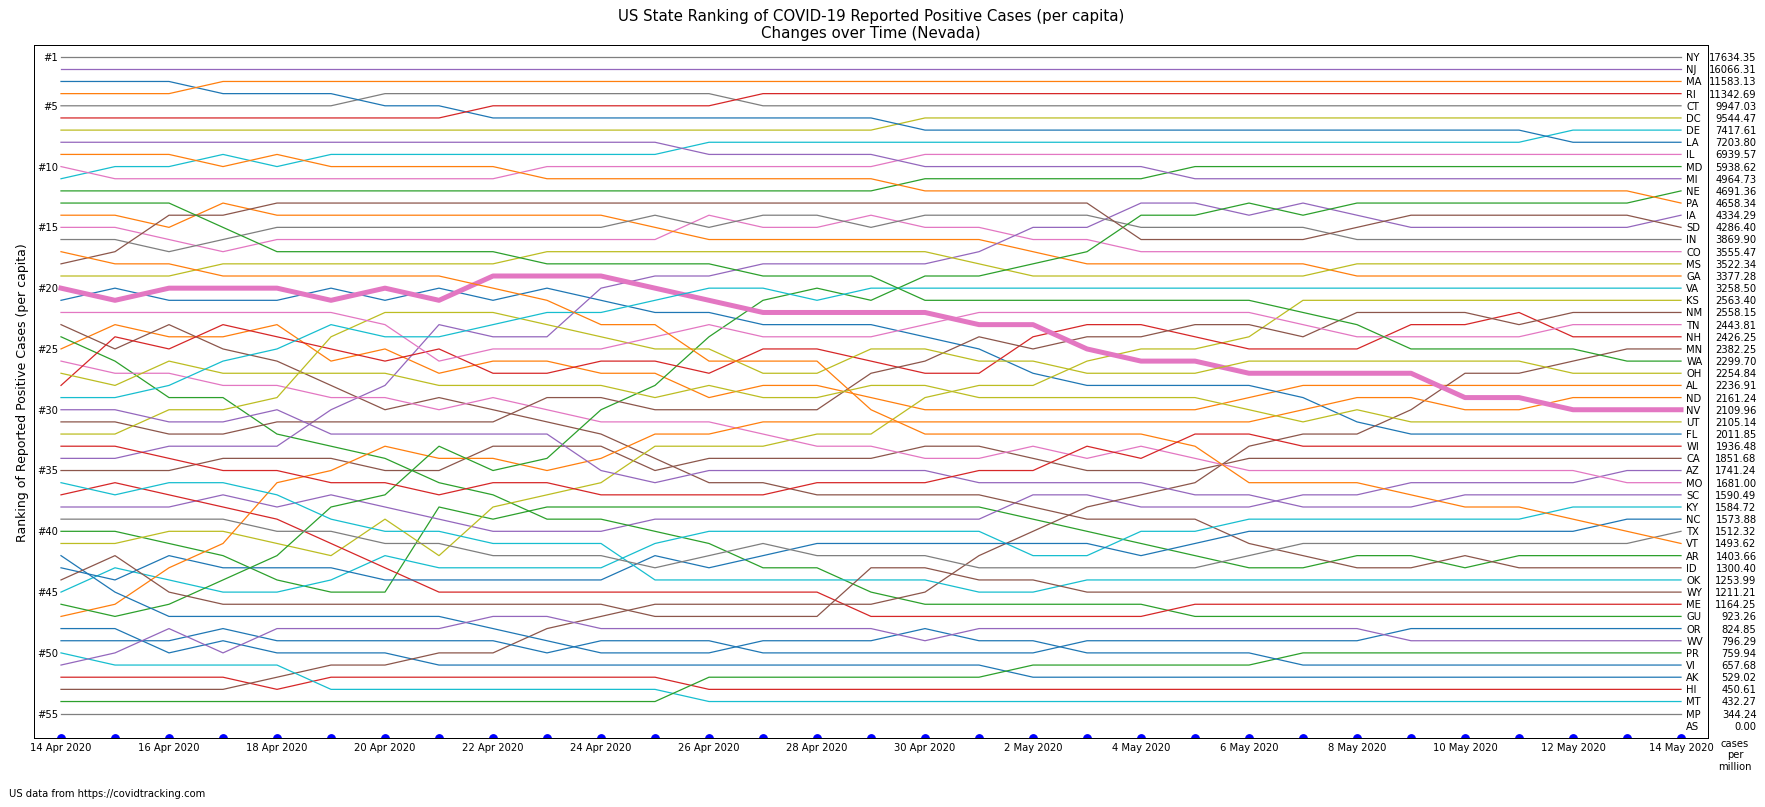 US State Ranking of COVID-19 Reported Positive Cases (per capita)
Changes over Time (Nevada)
Ranking of Reported Positive Cases (per capita)
#1
#5
#10
#15
#20
#25
#30
#35
#40
#45
#50
#55
NY 17634.35
NJ 16066.31
MA 11583.13
RI 11342.69
CT 9947.03
DC 9544.47
DE 7417.61
LA 7203.80
IL 6939.57
MD 5938.62
MI 4964.73
NE 4691.36
PA 4658.34
IA 4334.29
SD 4286.40
IN 3869.90
CO 3555.47
MS 3522.34
GA 3377.28
VA 3258.50
KS 2563.40
NM 2558.15
TN 2443.81
NH 2426.25
MN 2382.25
WA 2299.70
OH 2254.84
AL 2236.91
ND 2161.24
NV 2109.96
UT 2105.14
FL 2011.85
WI 1936.48
CA 1851.68
AZ 1741.24
MO 1681.00
SC 1590.49
KY 1584.72
NC 1573.88
TX 1512.32
VT 1493.62
AR 1403.66
ID 1300.40
OK 1253.99
WY 1211.21
ME 1164.25
GU 923.26
OR 824.85
WV 796.29
PR 759.94
VI 657.68
AK 529.02
HI 450.61
MT 432.27
MP 344.24
AS 0.00
14 Apr 2020 16 Apr 2020 18 Apr 2020 20 Apr 2020 22 Apr 2020 24 Apr 2020 26 Apr 2020 28 Apr 2020 30 Apr 2020 2 May 2020 4 May 2020 6 May 2020 8 May 2020 10 May 2020 12 May 2020 14 May 2020
cases
per
million
US data from https://covidtracking.com